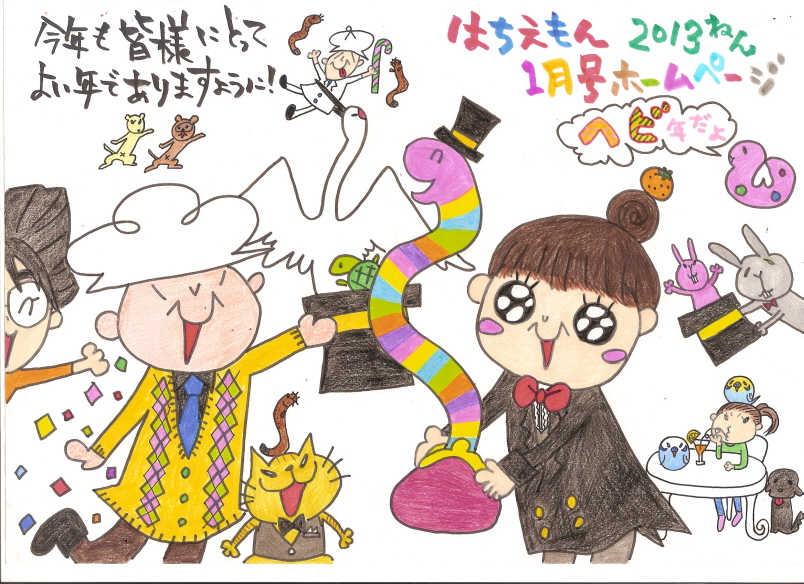 今年も皆様にとって
よい年でありますように!
はちえもん 2013ねん
1月号ホームページ
ヘビ年だよ